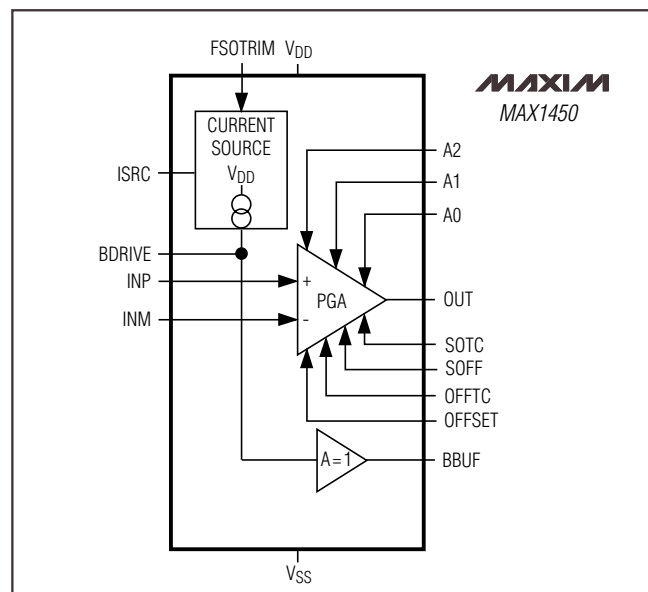 FSOTRIM VDD
MAXIM
MAX1450
CURRENT
SOURCE
VDD
ISRC
A2
A1
A0
BDRIVE
INP
+
PGA
OUT
INM
-
SOTC
SOFF
OFFTC
OFFSET
A=1
BBUF
VSS